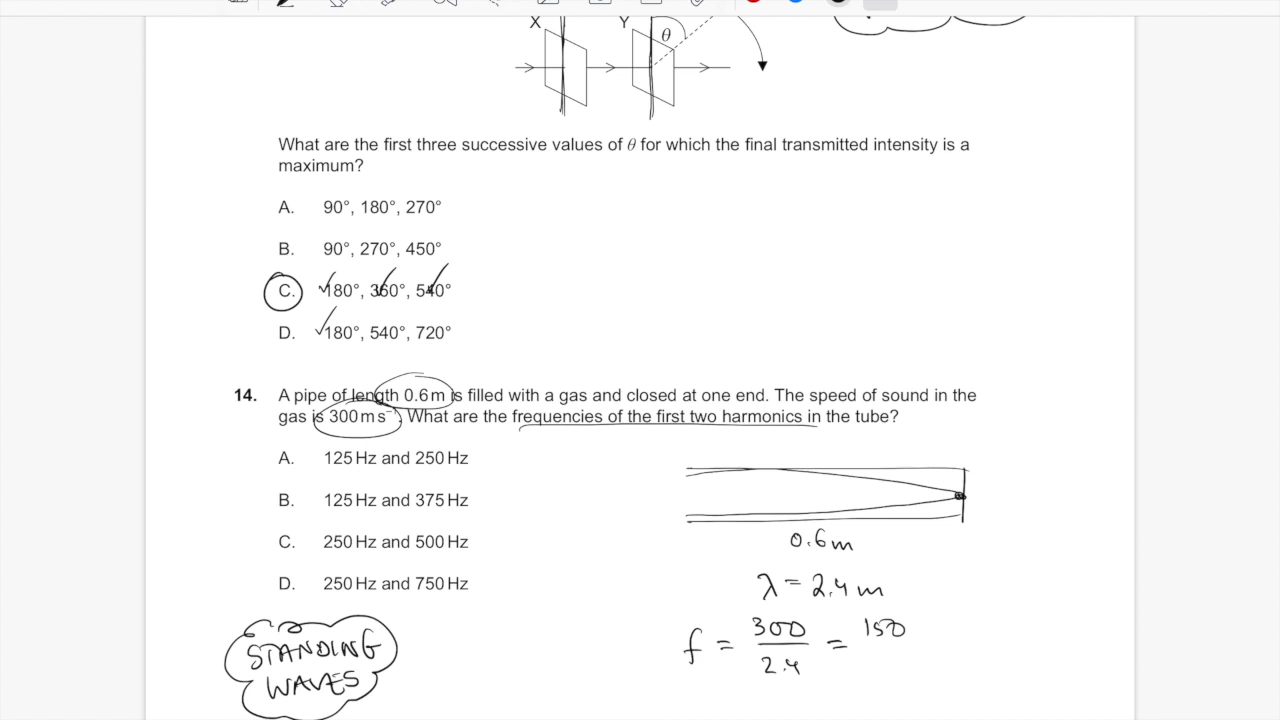 X Y θ
What are the first three successive values of θ for which the final transmitted intensity is a
maximum?
A. 90°, 180°, 270°
B. 90°, 270°, 450°
C. 180°, 360°, 540°
D. 180°, 540°, 720°
14. A pipe of length 0.6 m is filled with a gas and closed at one end. The speed of sound in the
gas is 300 m s⁻¹. What are the frequencies of the first two harmonics in the tube?
A. 125 Hz and 250 Hz
B. 125 Hz and 375 Hz
C. 250 Hz and 500 Hz
D. 250 Hz and 750 Hz
0.6m
λ = 2.4 m
f = 300/2.4 = 150
STANDING
WAVES